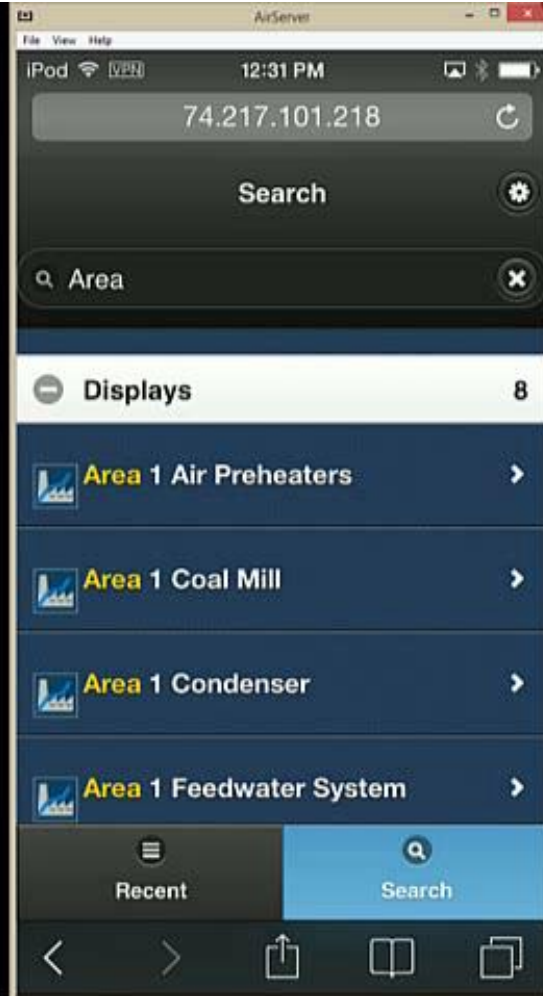 AirServer
File View Help
iPod VPN 12:31 PM
74.217.101.218
Search
Area
Displays 8
Area 1 Air Preheaters
Area 1 Coal Mill
Area 1 Condenser
Area 1 Feedwater System
Recent Search